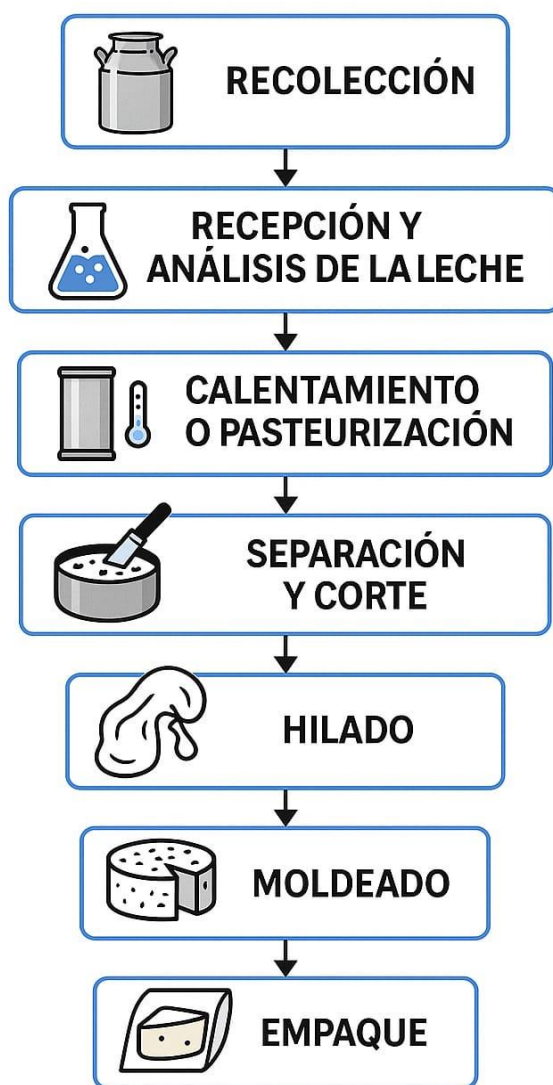 RECOLECCIÓN
RECEPCIÓN Y
ANÁLISIS DE LA LECHE
CALENTAMIENTO
O PASTEURIZACIÓN
SEPARACIÓN
Y CORTE
HILADO
MOLDEADO
EMPAQUE